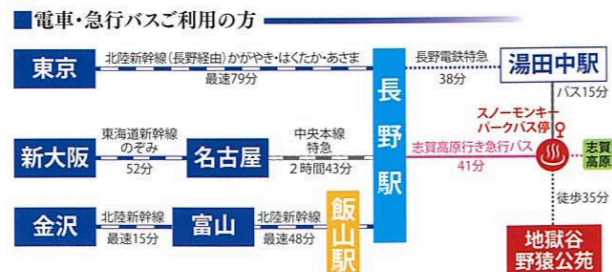 ■電車・急行バスご利用の方
東京
北陸新幹線(長野経由)かがやき・はくたか・あさま
最速79分
長野駅
長野電鉄特急
38分
湯田中駅
バス15分
スノーモンキー
パークバス停
新大阪
東海道新幹線
のぞみ
52分
名古屋
中央本線
特急
2時間43分
志賀高原行き急行バス
41分
志賀
高原
徒歩35分
金沢
北陸新幹線
最速15分
富山
北陸新幹線
最速48分
飯山駅
地獄谷
野猿公苑